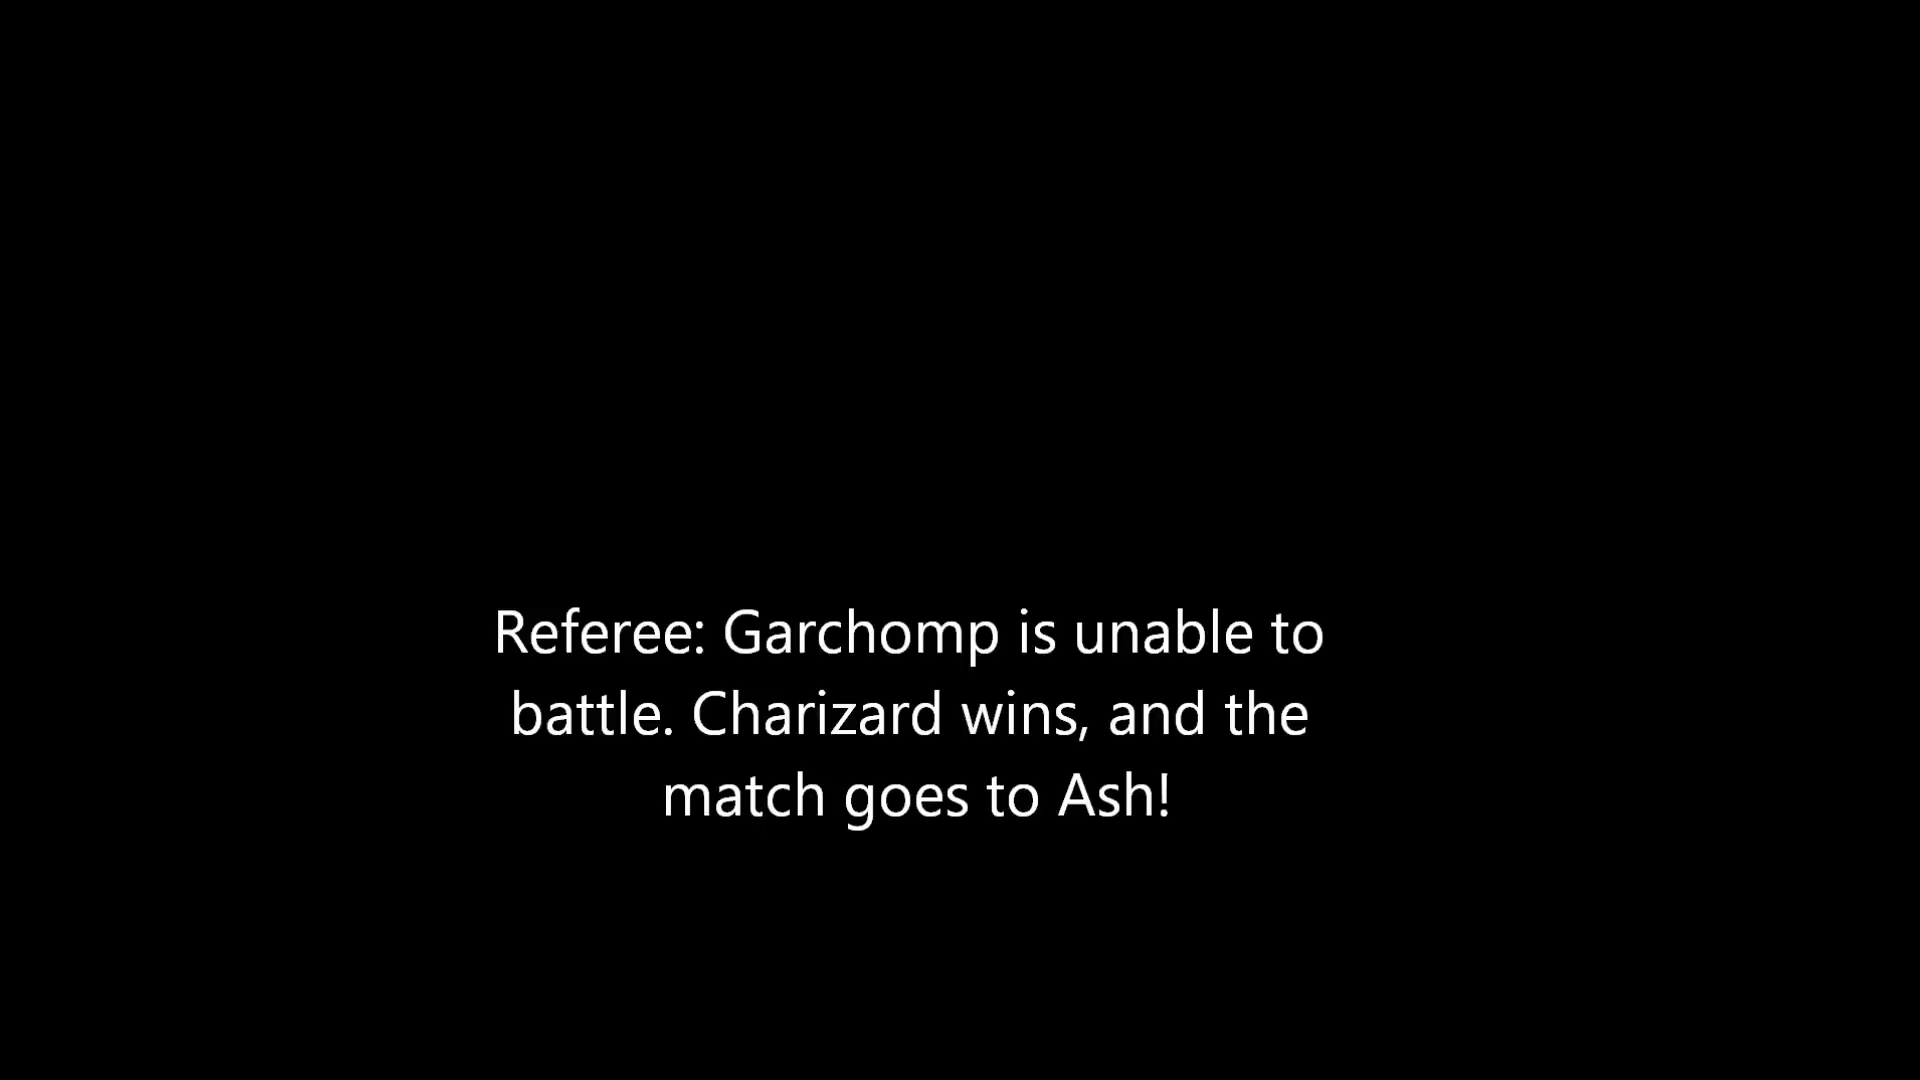 Referee: Garchomp is unable to
battle. Charizard wins, and the
match goes to Ash!